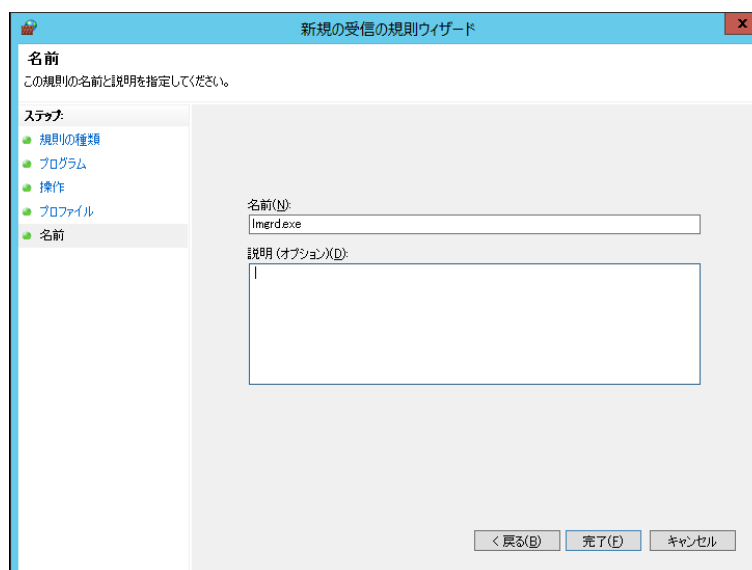 新規の受信の規則ウィザード
x
名前
この規則の名前と説明を指定してください。
ステップ:
規則の種類
プログラム
操作
プロファイル
名前
名前(N):
lmgrd.exe
説明 (オプション)(D):
< 戻る(B)
完了(F)
キャンセル